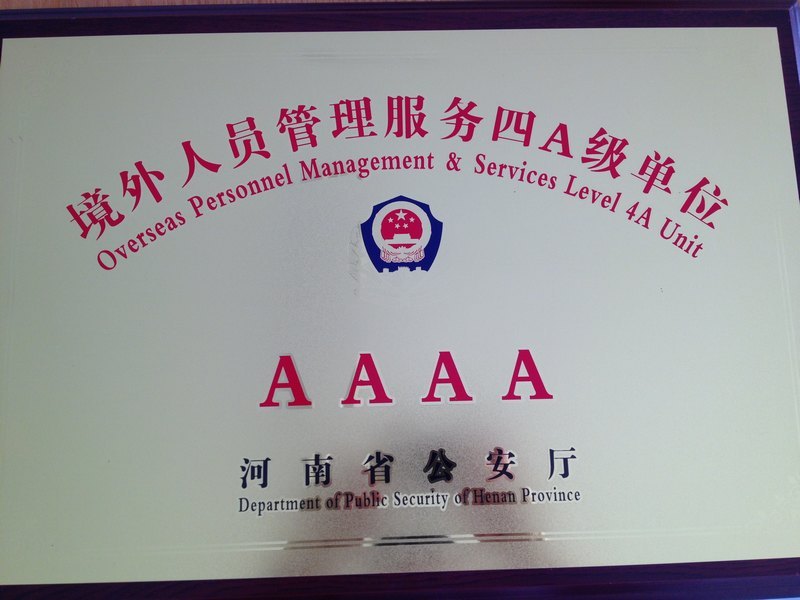 境外人员管理服务四A级单位
Overseas Personnel Management & Services Level 4A Unit
AAAA
河南省公安厅
Department of Public Security of Henan Province